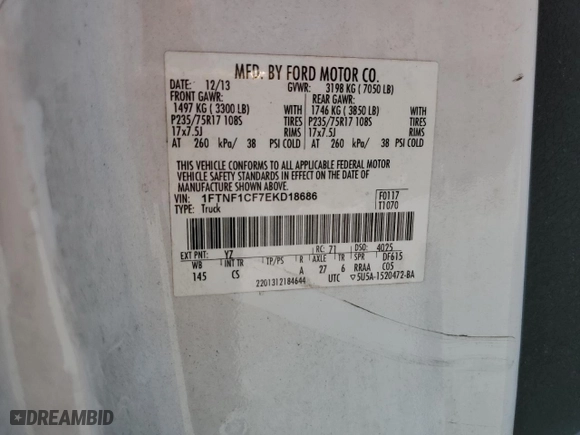 MFD. BY FORD MOTOR CO.
DATE: 12/13 GVWR: 3198 KG ( 7050 LB)
FRONT GAWR: REAR GAWR:
1497 KG ( 3300 LB) WITH 1746 KG ( 3850 LB) WITH
P235/75R17 108S TIRES P235/75R17 108S TIRES
17x7.5J RIMS 17x7.5J RIMS
AT 260 kPa/ 38 PSI COLD AT 260 kPa/ 38 PSI COLD
THIS VEHICLE CONFORMS TO ALL APPLICABLE FEDERAL MOTOR
VEHICLE SAFETY STANDARDS IN EFFECT ON THE DATE OF
MANUFACTURE SHOWN ABOVE.
VIN: 1FTNF1CF7EKD18686 F0117
TYPE: Truck T1070
EXT PNT: YZ RC: 71 DSO: 4025
WB INT TR TP/PS R AXLE TR SPR DF615
145 CS A 27 6 RRAA C05
2201312184644 UTC ▽5U5A-1520472-BA
DREAMBID